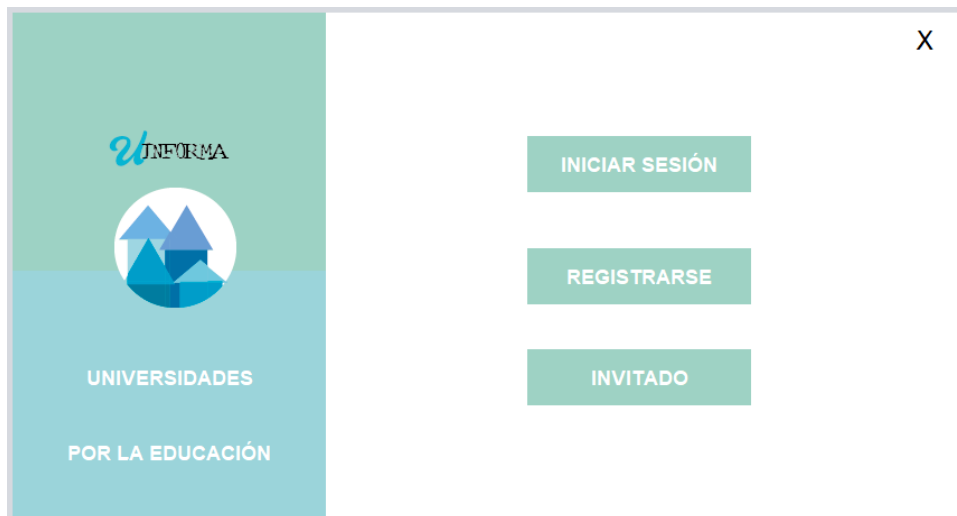 UINFORMA
UNIVERSIDADES
POR LA EDUCACIÓN
X
INICIAR SESIÓN
REGISTRARSE
INVITADO